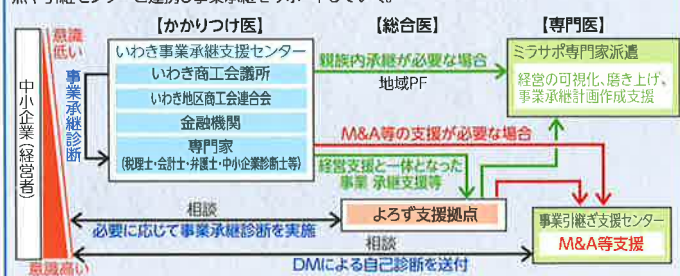 【かかりつけ医】
【総合医】
【専門医】
意識
低い
いわき事業承継支援センター
いわき商工会議所
いわき地区商工会連合会
金融機関
専門家
(税理士・会計士・弁護士・中小企業診断士等)
事業承継診断
中小企業(経営者)
親族内承継が必要な場合
地域PF
ミラサポ専門家派遣
経営の可視化、磨き上げ、
事業承継計画作成支援
M&A等の支援が必要な場合
経営支援と一体となった
事業 承継支援等
相談
必要に応じて事業承継診断を実施
よろず支援拠点
事業引継ぎ支援センター
M&A等支援
相談
DMによる自己診断を送付
意識高い